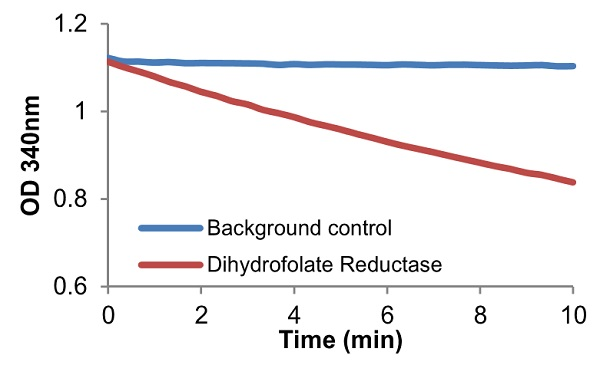 1.2
1
0.8
0.6
OD 340nm
Background control
Dihydrofolate Reductase
0 2 4 6 8 10
Time (min)